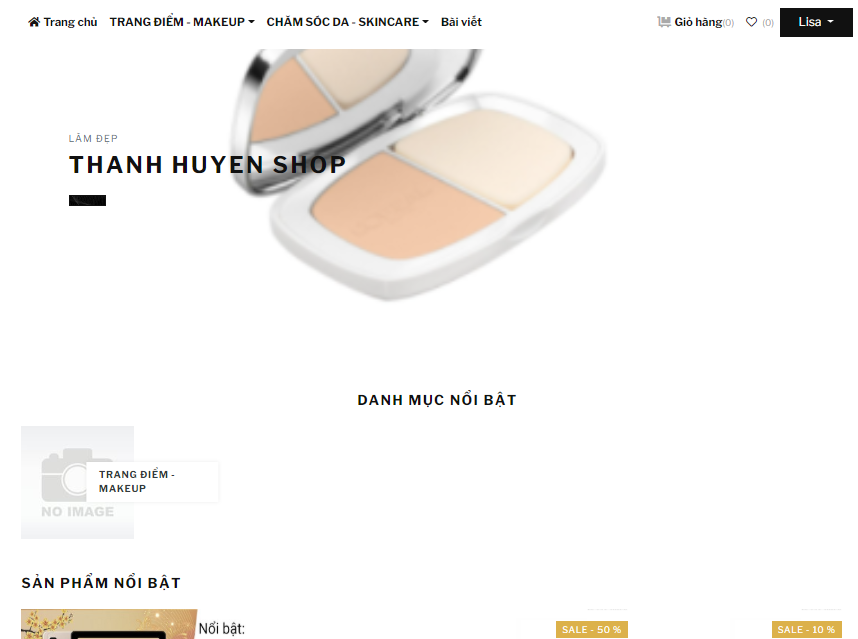 Trang chủ TRANG ĐIỂM - MAKEUP CHĂM SÓC DA - SKINCARE Bài viết Giỏ hàng(0) (0) Lisa
LÀM ĐẸP
THANH HUYEN SHOP
DANH MỤC NỔI BẬT
NO IMAGE
TRANG ĐIỂM -
MAKEUP
SẢN PHẨM NỔI BẬT
Nổi bật:
SALE - 50 %
SALE - 10 %